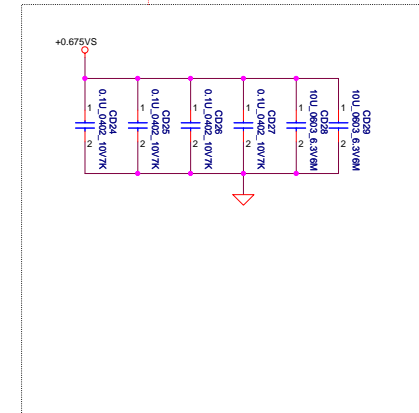 +0.675VS
1
2
CD24
0.1U_0402_10V7K
1
2
CD25
0.1U_0402_10V7K
1
2
CD26
0.1U_0402_10V7K
1
2
CD27
0.1U_0402_10V7K
1
2
CD28
10U_0603_6.3V6M
1
2
CD29
10U_0603_6.3V6M